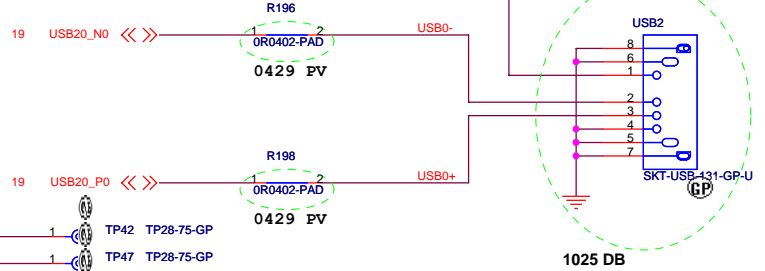 R196
USB2
19 USB20_N0 1 2 USB0-
0R0402-PAD
0429 PV
8
6
1
2
3
4
5
7
R198
19 USB20_P0 1 2 USB0+
0R0402-PAD
SKT-USB-131-GP-U
GP
0429 PV
1 TP42 TP28-75-GP
1 TP47 TP28-75-GP
1025 DB